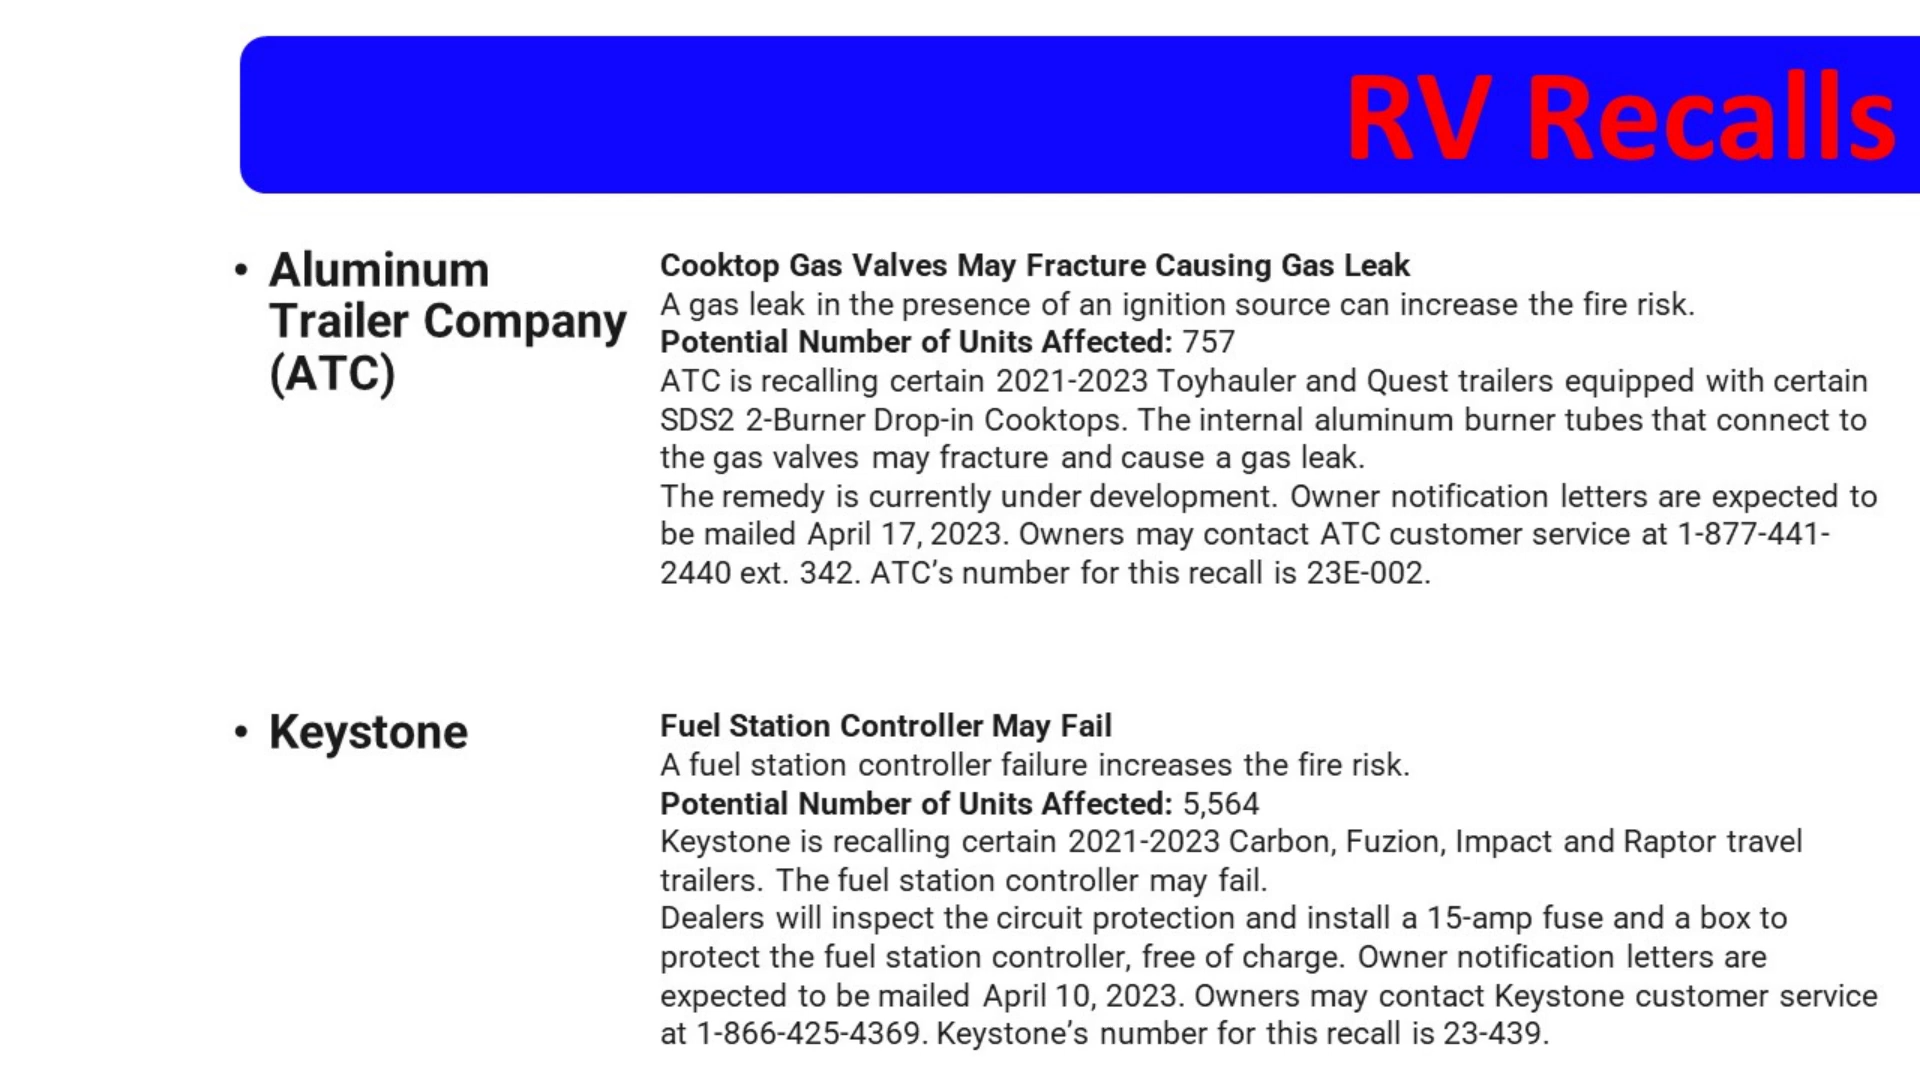 RV Recalls
• Aluminum
Trailer Company
(ATC)
Cooktop Gas Valves May Fracture Causing Gas Leak
A gas leak in the presence of an ignition source can increase the fire risk.
Potential Number of Units Affected: 757
ATC is recalling certain 2021-2023 Toyhauler and Quest trailers equipped with certain
SDS2 2-Burner Drop-in Cooktops. The internal aluminum burner tubes that connect to
the gas valves may fracture and cause a gas leak.
The remedy is currently under development. Owner notification letters are expected to
be mailed April 17, 2023. Owners may contact ATC customer service at 1-877-441-
2440 ext. 342. ATC’s number for this recall is 23E-002.
• Keystone
Fuel Station Controller May Fail
A fuel station controller failure increases the fire risk.
Potential Number of Units Affected: 5,564
Keystone is recalling certain 2021-2023 Carbon, Fuzion, Impact and Raptor travel
trailers. The fuel station controller may fail.
Dealers will inspect the circuit protection and install a 15-amp fuse and a box to
protect the fuel station controller, free of charge. Owner notification letters are
expected to be mailed April 10, 2023. Owners may contact Keystone customer service
at 1-866-425-4369. Keystone’s number for this recall is 23-439.